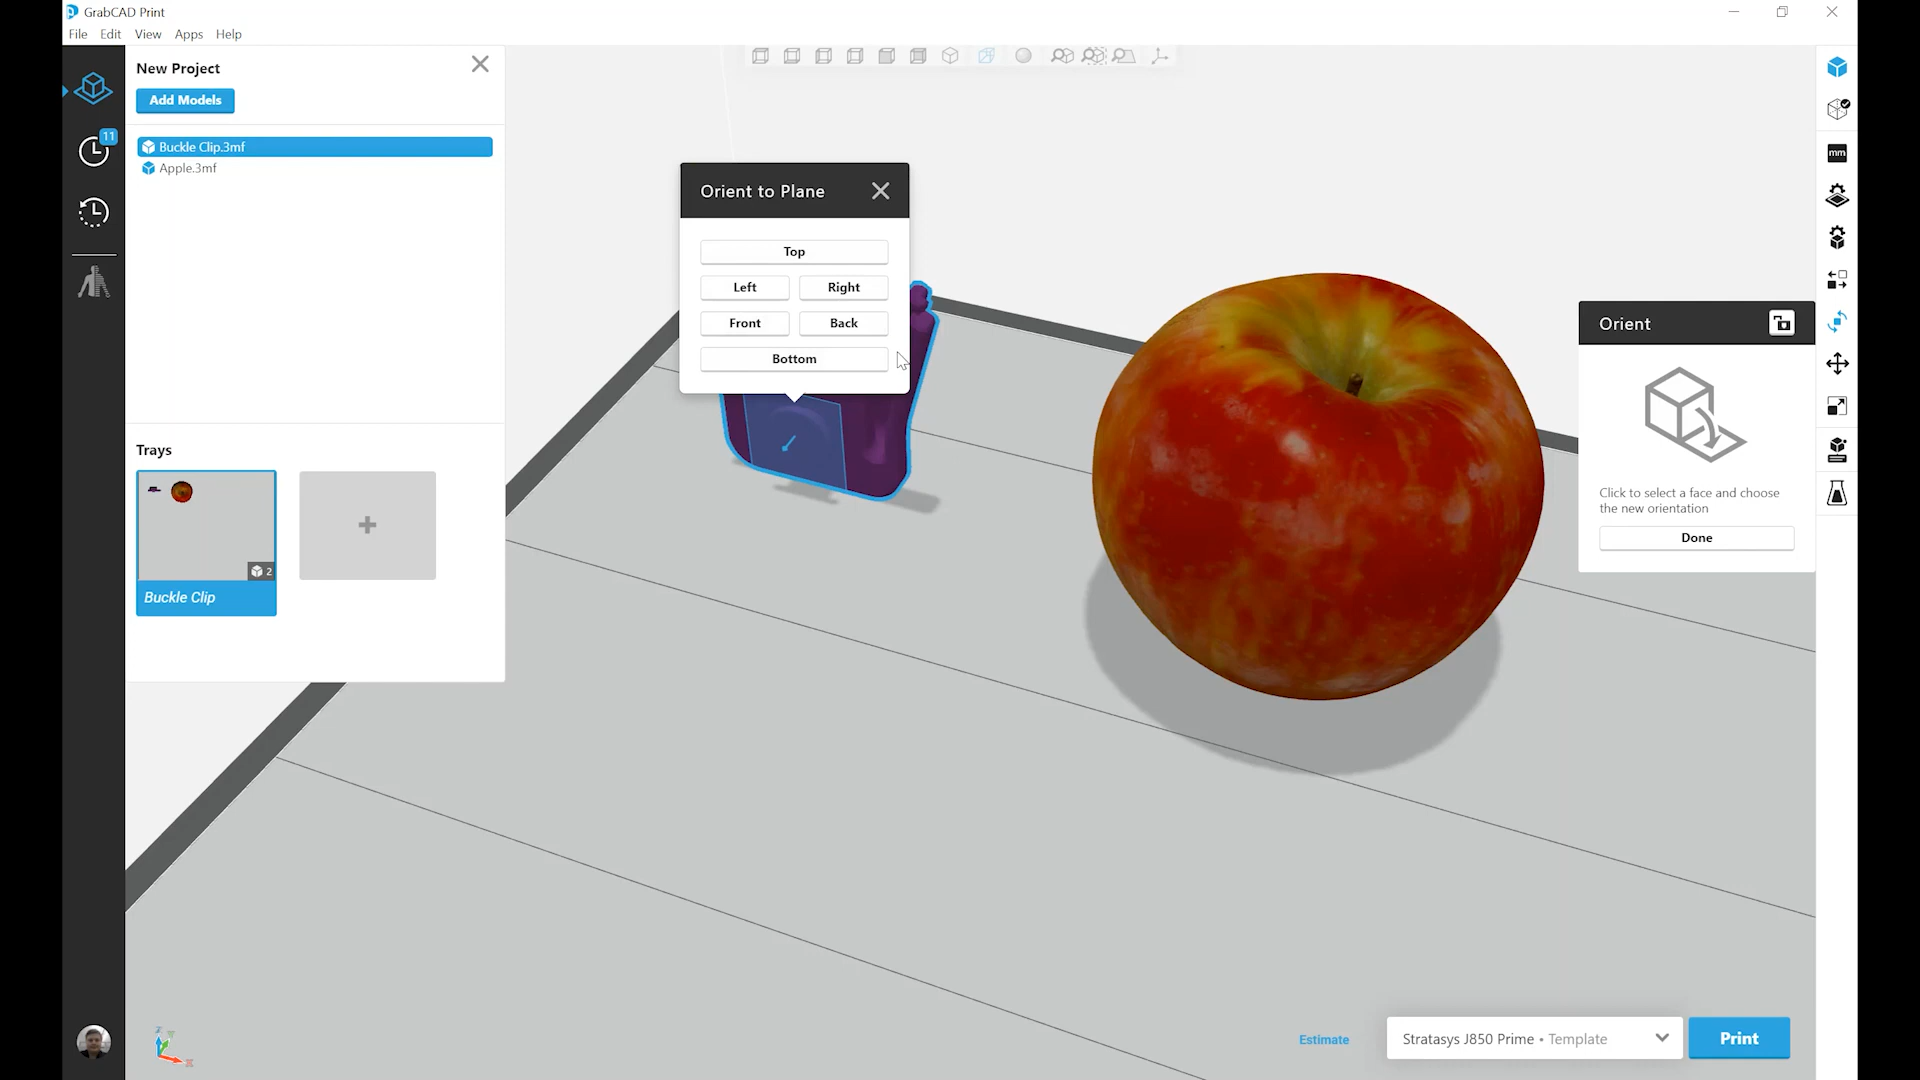 GrabCAD Print
File Edit View Apps Help
New Project
Add Models
11
Buckle Clip.3mf
Apple.3mf
Trays
2
Buckle Clip
Orient to Plane
Top
Left Right
Front Back
Bottom
mm
Orient
Click to select a face and choose
the new orientation
Done
Z Y X
Estimate
Stratasys J850 Prime • Template
Print